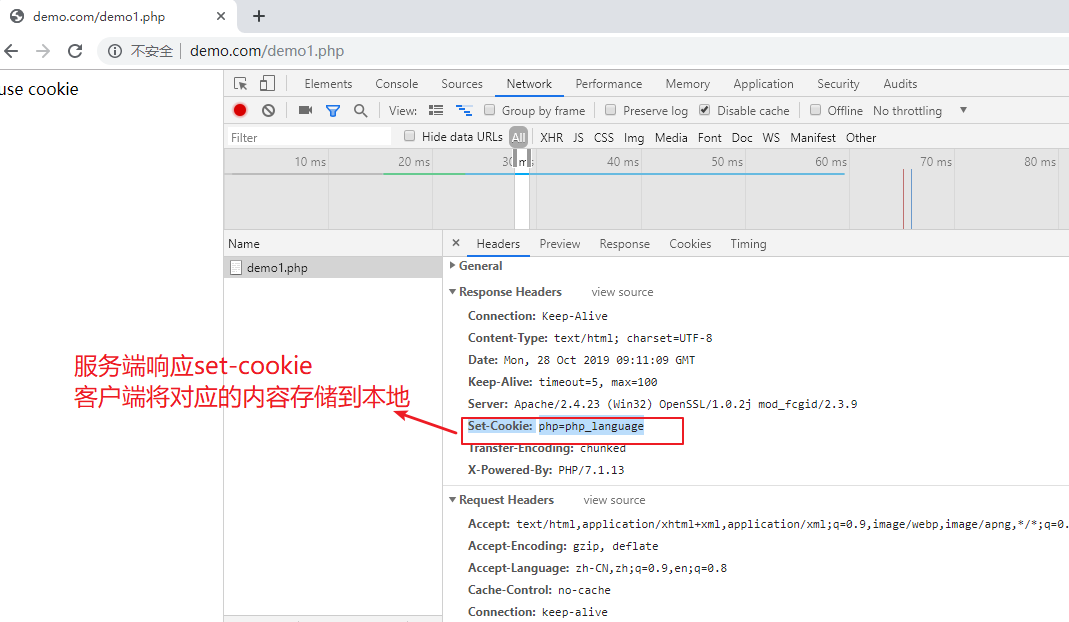 demo.com/demo1.php
不安全 demo.com/demo1.php
use cookie
Elements Console Sources Network Performance Memory Application Security Audits
View: Group by frame Preserve log Disable cache Offline No throttling
Filter Hide data URLs All XHR JS CSS Img Media Font Doc WS Manifest Other
10 ms 20 ms 30 ms 40 ms 50 ms 60 ms 70 ms 80 ms
Name
demo1.php
Headers Preview Response Cookies Timing
General
Response Headers view source
Connection: Keep-Alive
Content-Type: text/html; charset=UTF-8
Date: Mon, 28 Oct 2019 09:11:09 GMT
Keep-Alive: timeout=5, max=100
Server: Apache/2.4.23 (Win32) OpenSSL/1.0.2j mod_fcgid/2.3.9
Set-Cookie: php=php_language
Transfer-Encoding: chunked
X-Powered-By: PHP/7.1.13
服务端响应set-cookie
客户端将对应的内容存储到本地
Request Headers view source
Accept: text/html,application/xhtml+xml,application/xml;q=0.9,image/webp,image/apng,*/*;q=0.
Accept-Encoding: gzip, deflate
Accept-Language: zh-CN,zh;q=0.9,en;q=0.8
Cache-Control: no-cache
Connection: keep-alive